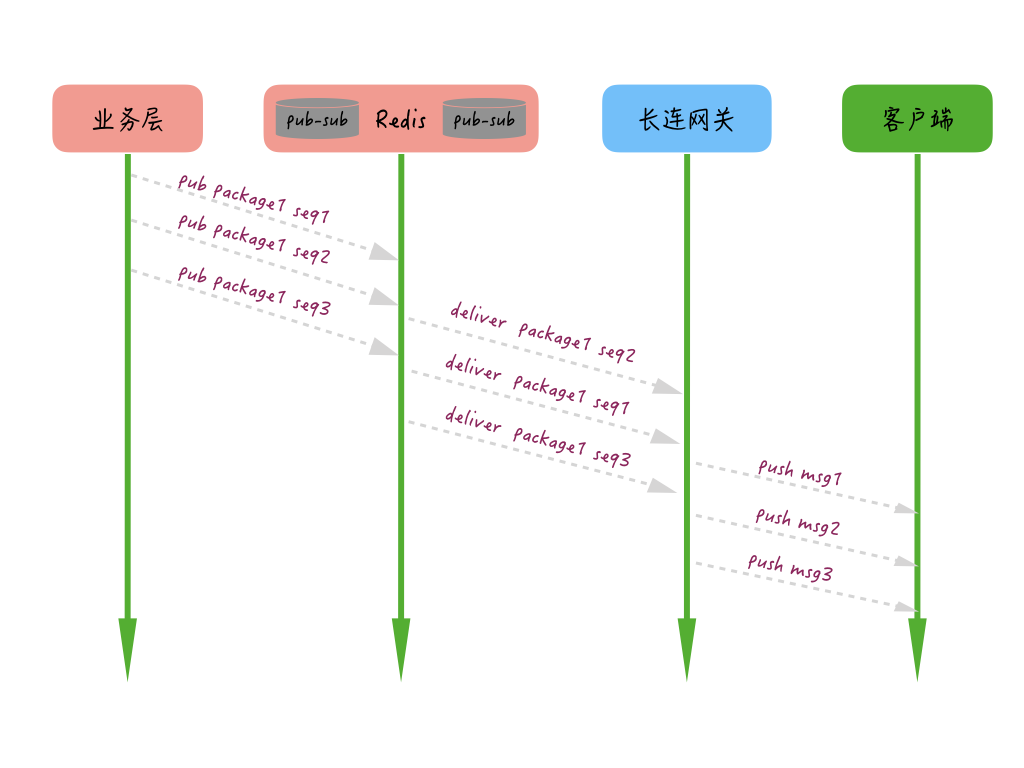 业务层
pub-sub
Redis
pub-sub
长连网关
客户端
pub package1 seq1
pub package1 seq2
pub package1 seq3
deliver package1 seq2
deliver package1 seq1
deliver package1 seq3
push msg1
push msg2
push msg3